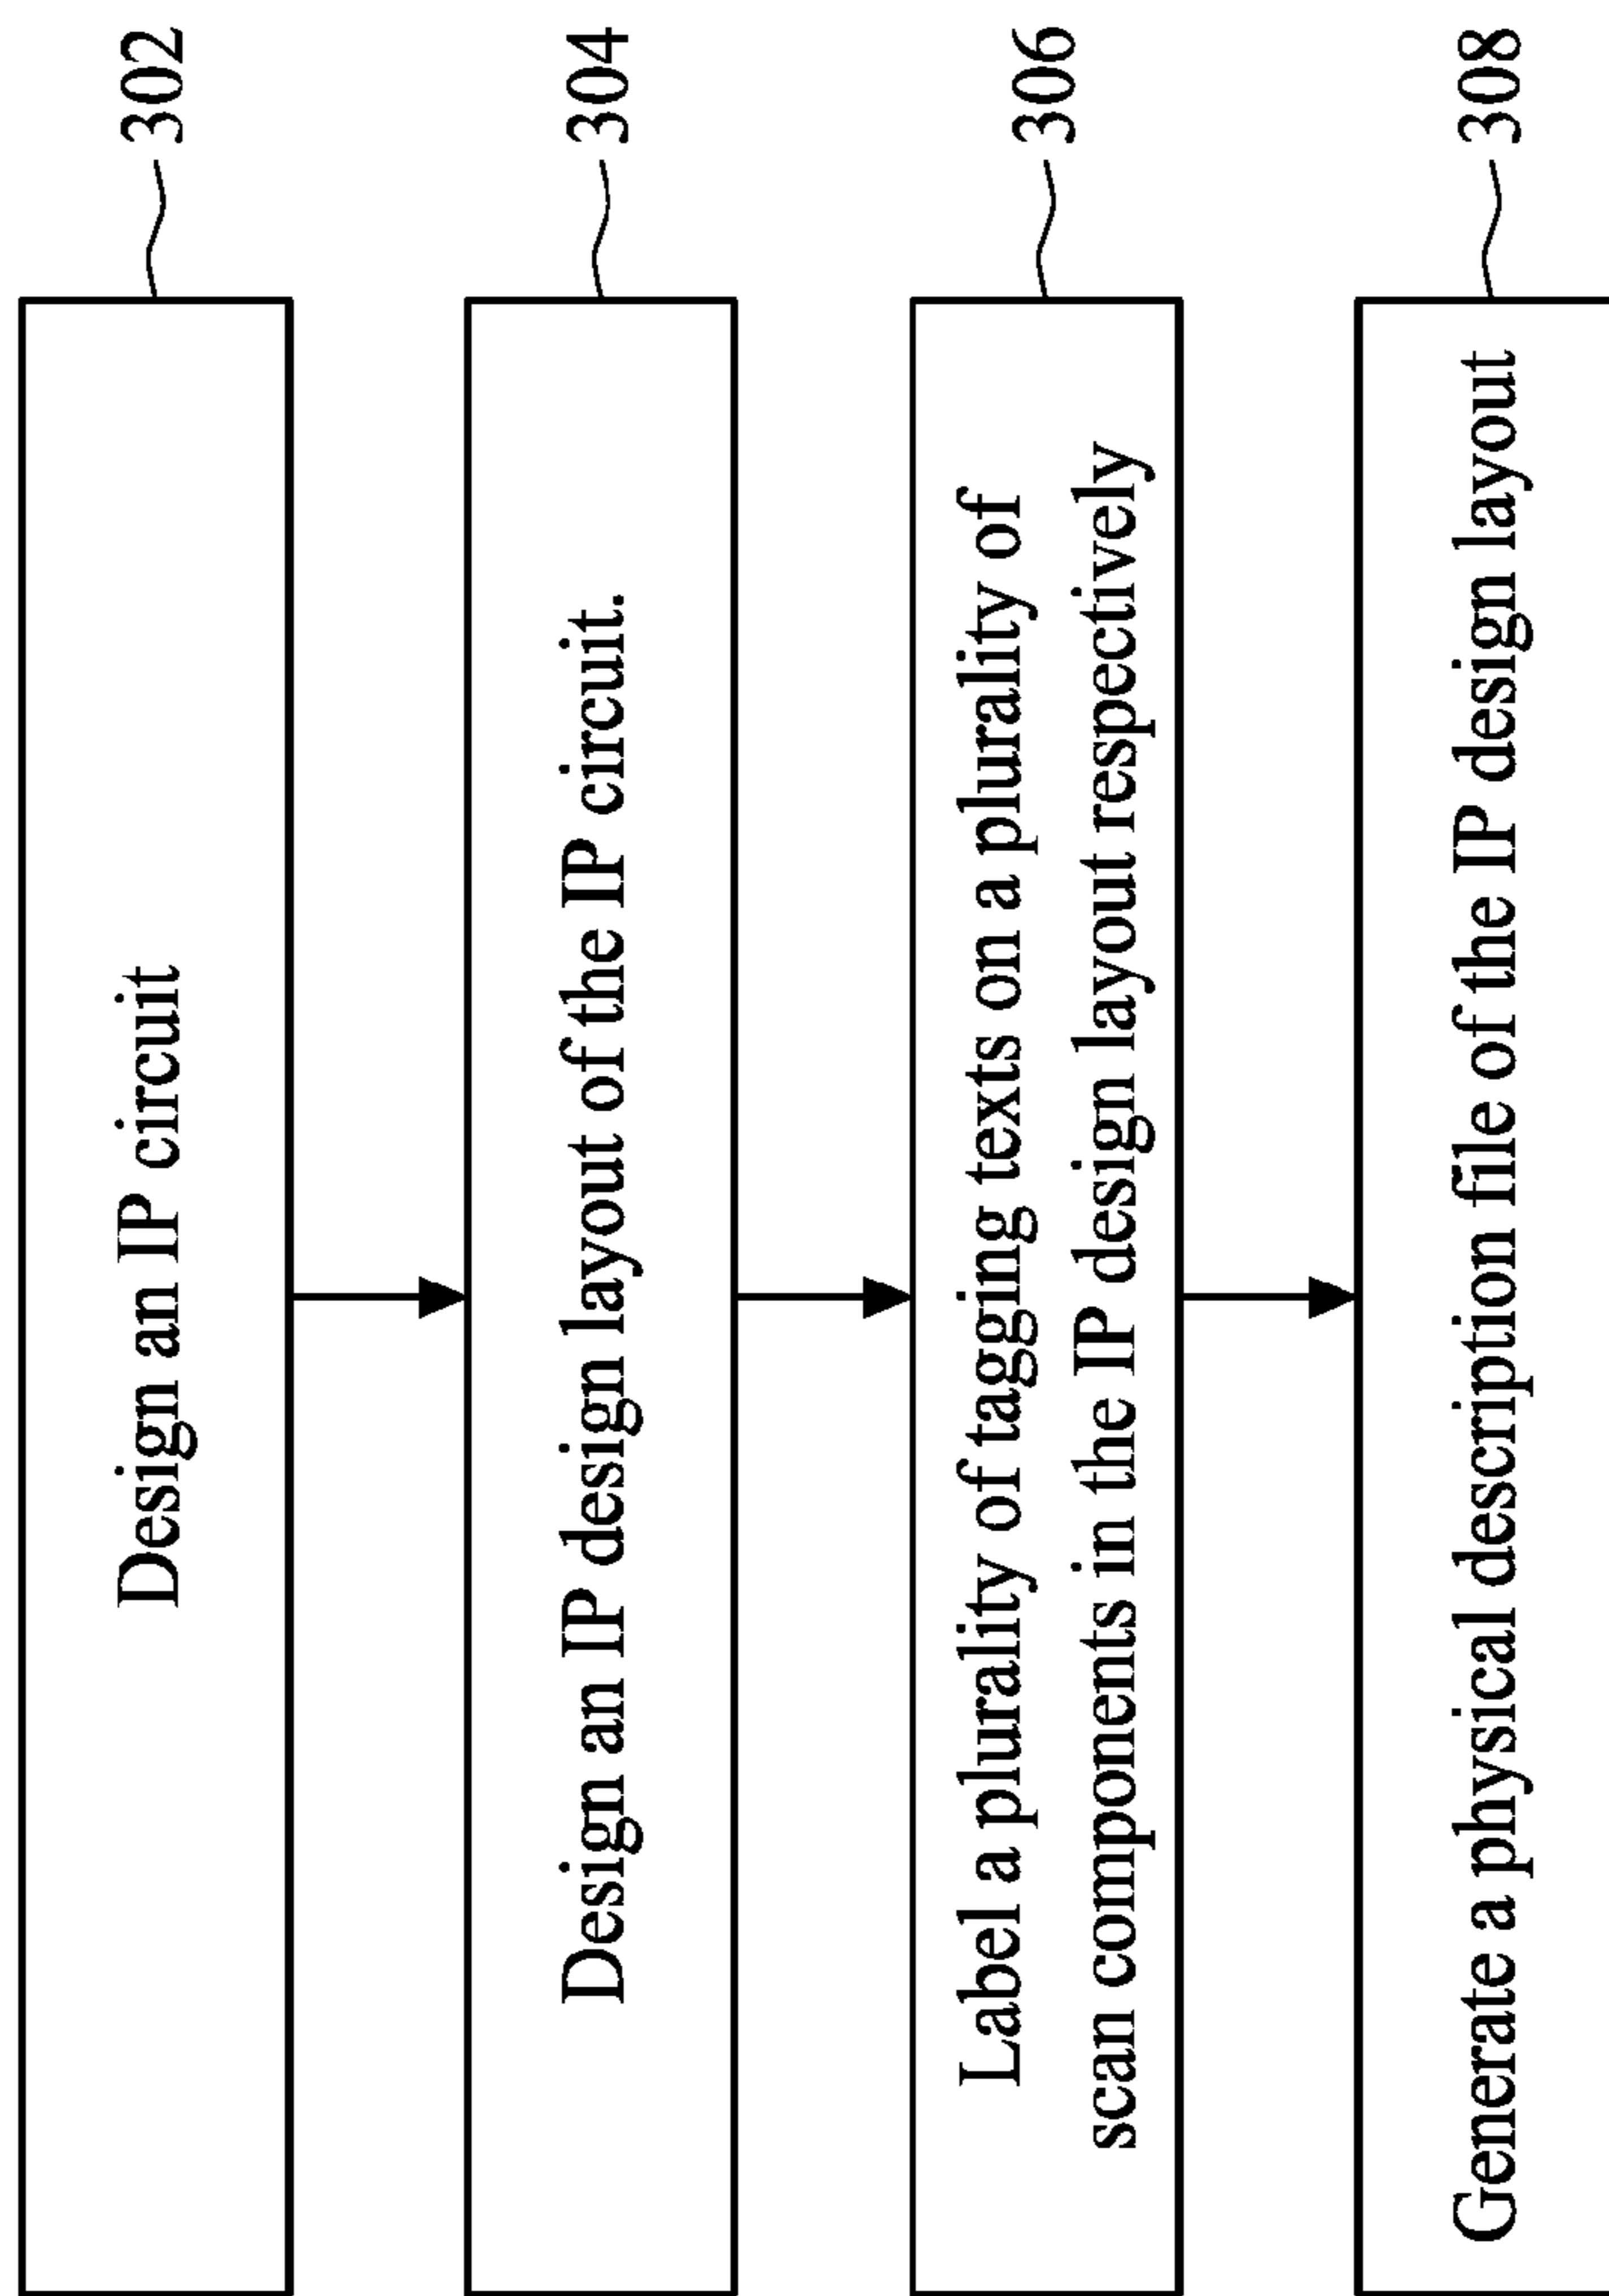 Design an IP circuit
302
Design an IP design layout of the IP circuit.
304
Label a plurality of tagging texts on a plurality of
scan components in the IP design layout respectively
306
Generate a physical description file of the IP design layout
308